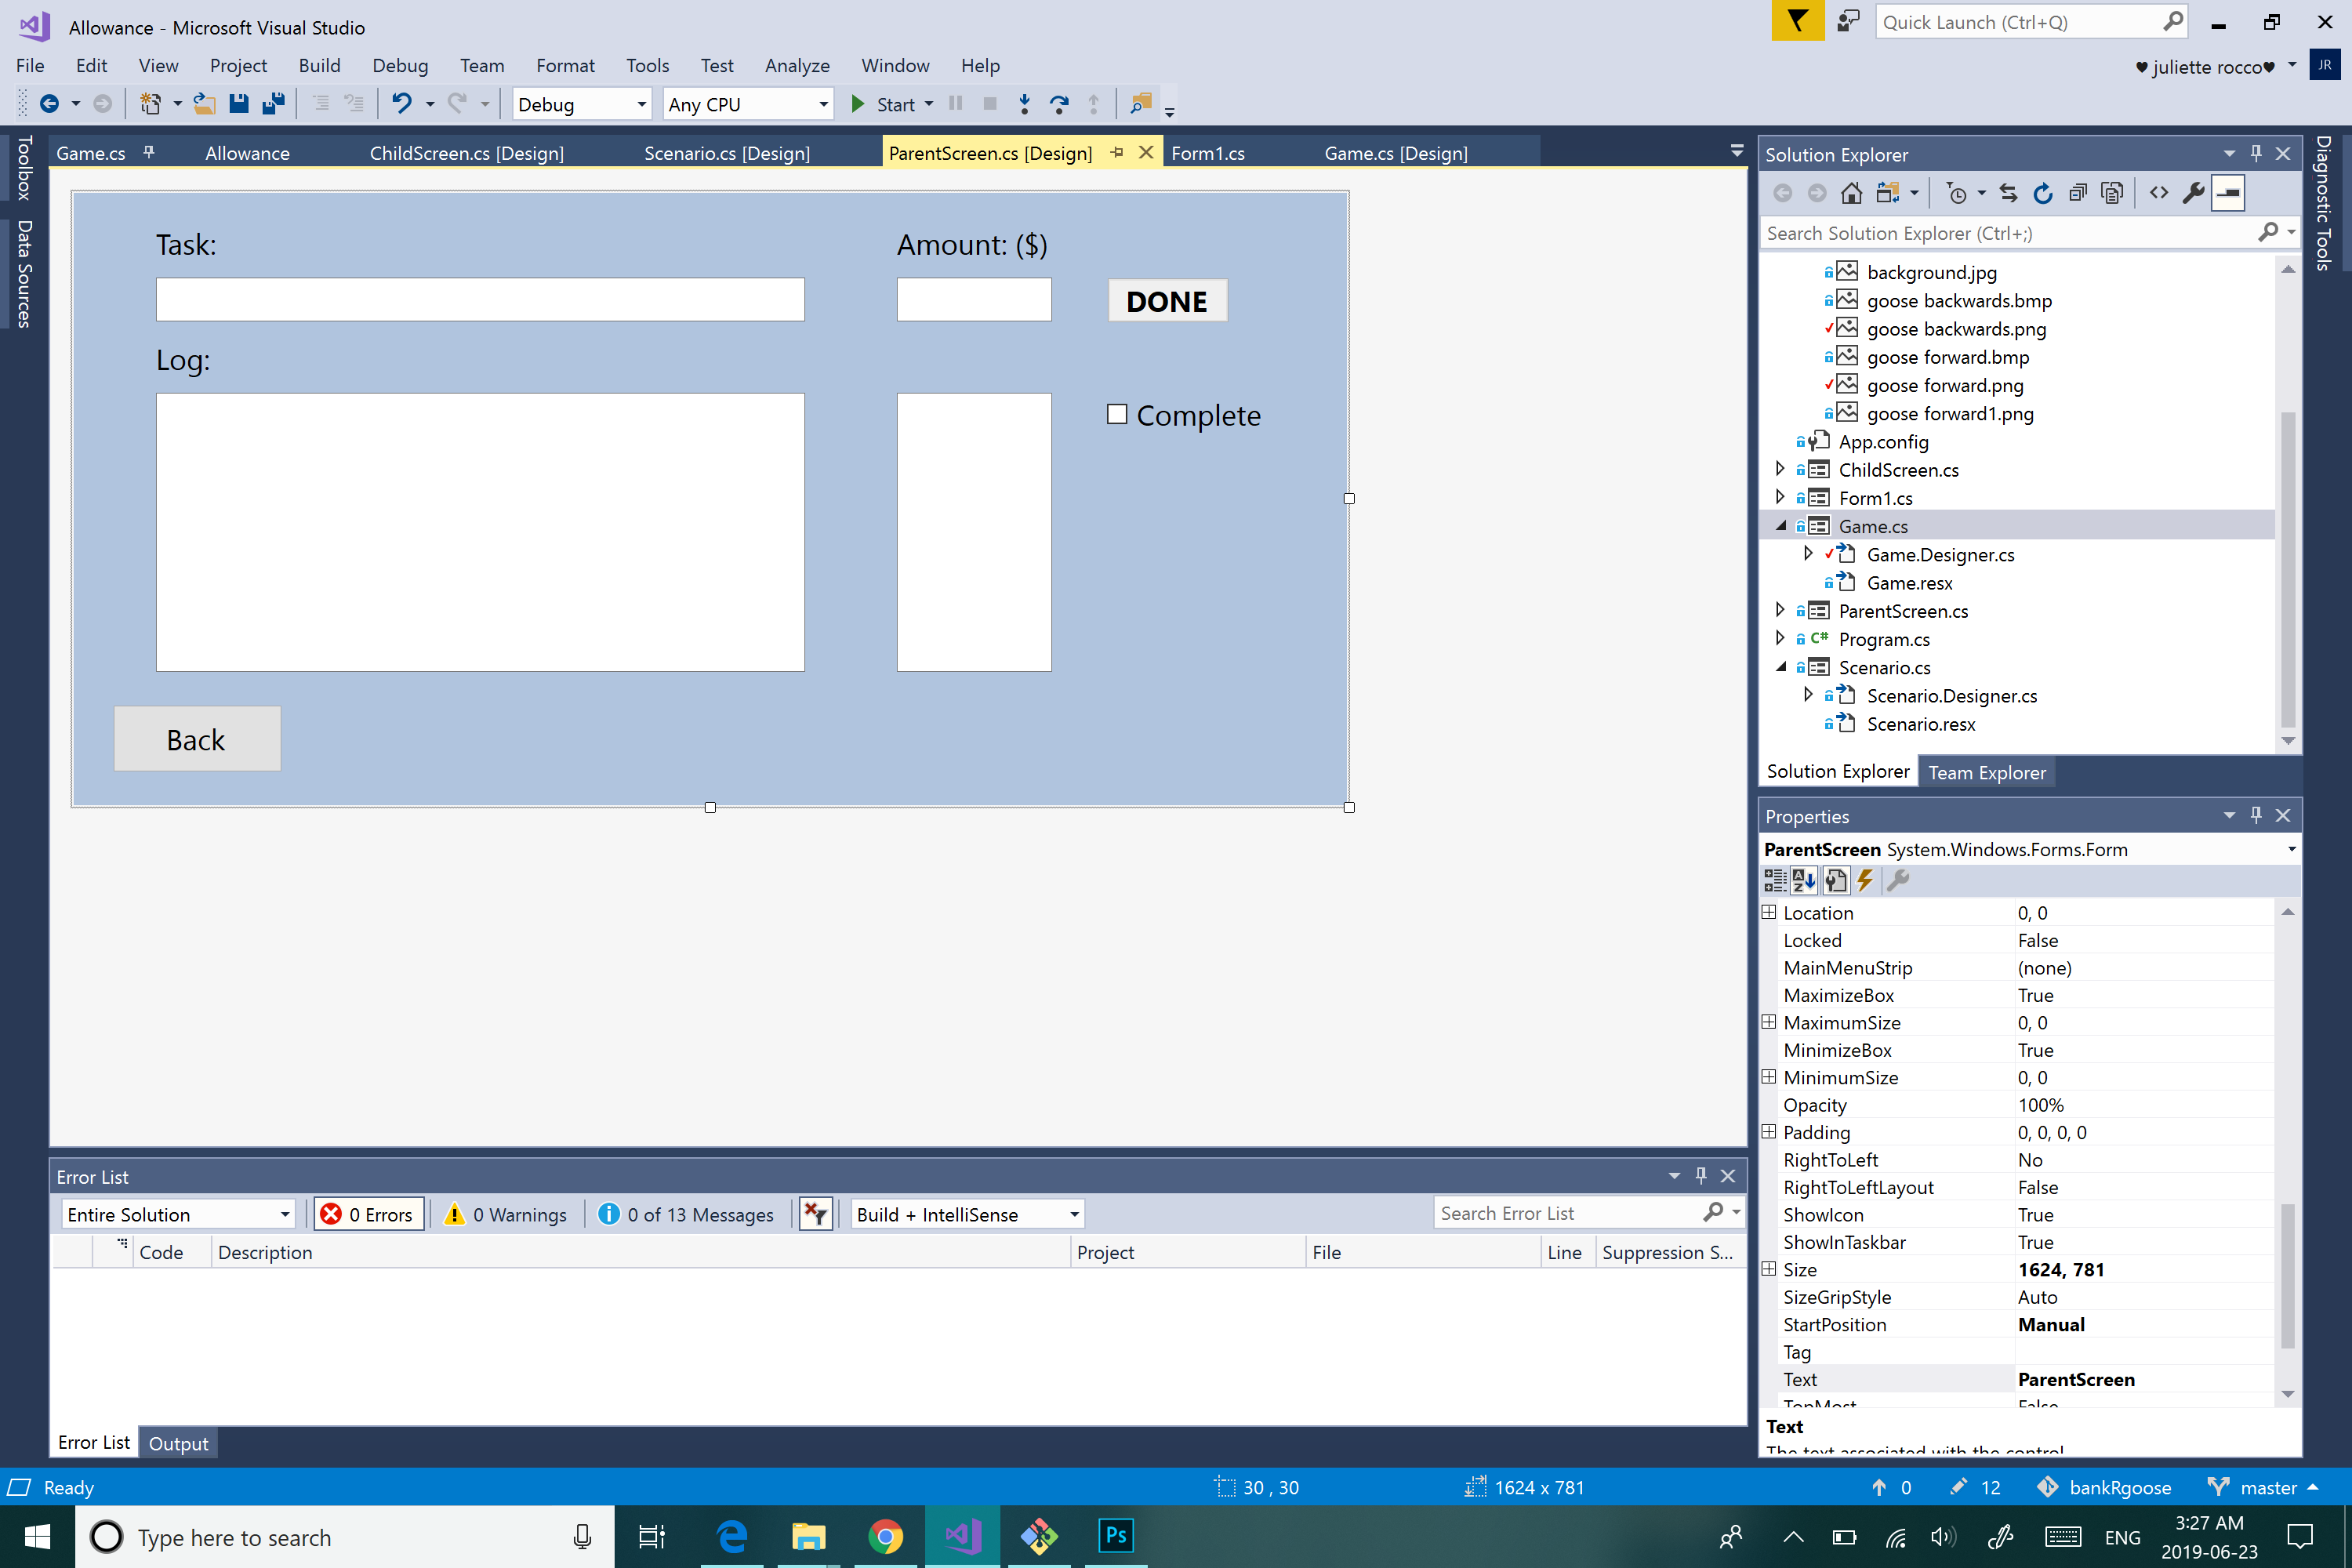 Allowance - Microsoft Visual Studio
Quick Launch (Ctrl+Q)
File Edit View Project Build Debug Team Format Tools Test Analyze Window Help
♥ juliette rocco♥ JR
Debug Any CPU Start
Toolbox
Data Sources
Game.cs Allowance ChildScreen.cs [Design] Scenario.cs [Design] ParentScreen.cs [Design] Form1.cs Game.cs [Design]
Task: Amount: ($)
DONE
Log:
Complete
Back
Solution Explorer
Search Solution Explorer (Ctrl+;)
background.jpg
goose backwards.bmp
goose backwards.png
goose forward.bmp
goose forward.png
goose forward1.png
App.config
ChildScreen.cs
Form1.cs
Game.cs
Game.Designer.cs
Game.resx
ParentScreen.cs
C# Program.cs
Scenario.cs
Scenario.Designer.cs
Scenario.resx
Solution Explorer Team Explorer
Diagnostic Tools
Properties
ParentScreen System.Windows.Forms.Form
Location 0, 0
Locked False
MainMenuStrip (none)
MaximizeBox True
MaximumSize 0, 0
MinimizeBox True
MinimumSize 0, 0
Opacity 100%
Padding 0, 0, 0, 0
RightToLeft No
RightToLeftLayout False
ShowIcon True
ShowInTaskbar True
Size 1624, 781
SizeGripStyle Auto
StartPosition Manual
Tag
Text ParentScreen
TopMost False
Text
The text associated with the control
Error List
Entire Solution 0 Errors 0 Warnings 0 of 13 Messages Build + IntelliSense Search Error List
Code Description Project File Line Suppression S...
Error List Output
Ready 30 , 30 1624 x 781 0 12 bankRgoose master
Type here to search Ps ENG 3:27 AM
2019-06-23